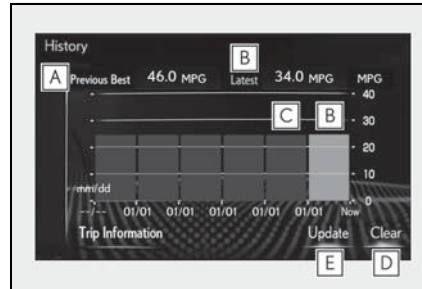 History
B
A Previous Best 46.0 MPG Latest 34.0 MPG MPG
40
C B 30
20
10
mm/dd
0
--/-- 01/01 01/01 01/01 01/01 01/01 Now
Trip Information Update Clear
E D